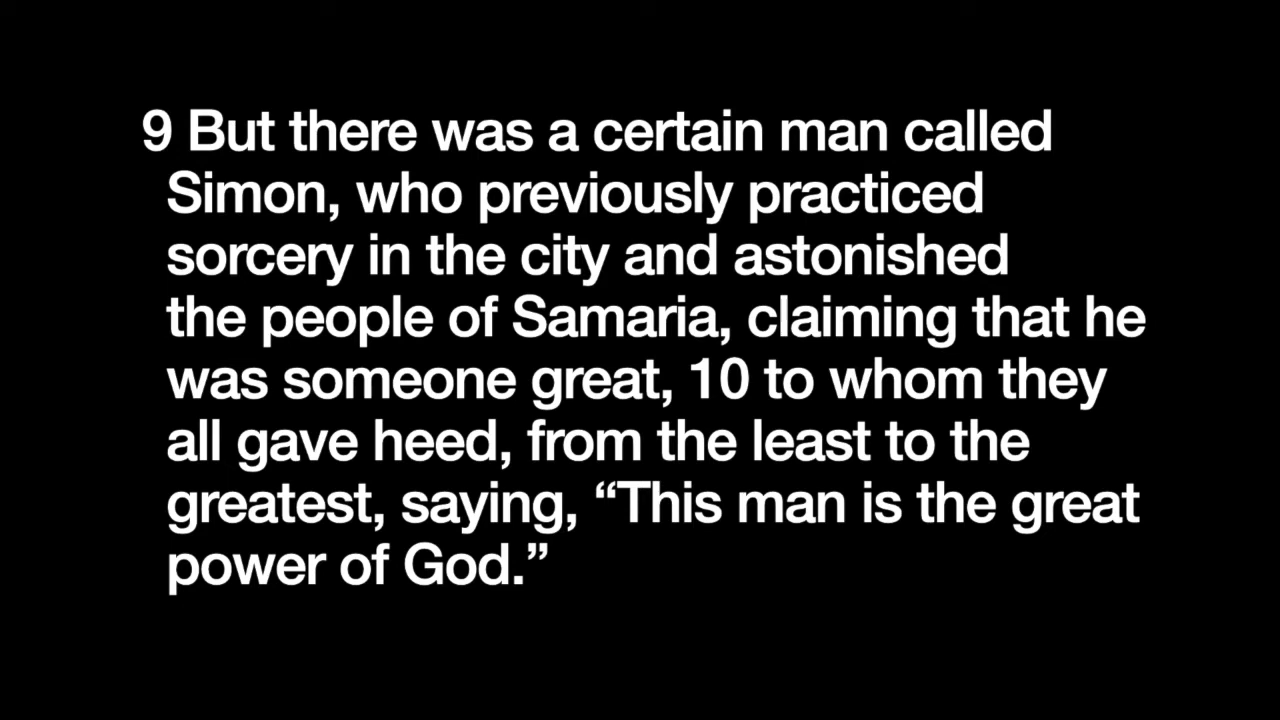 9 But there was a certain man called
Simon, who previously practiced
sorcery in the city and astonished
the people of Samaria, claiming that he
was someone great, 10 to whom they
all gave heed, from the least to the
greatest, saying, “This man is the great
power of God.”